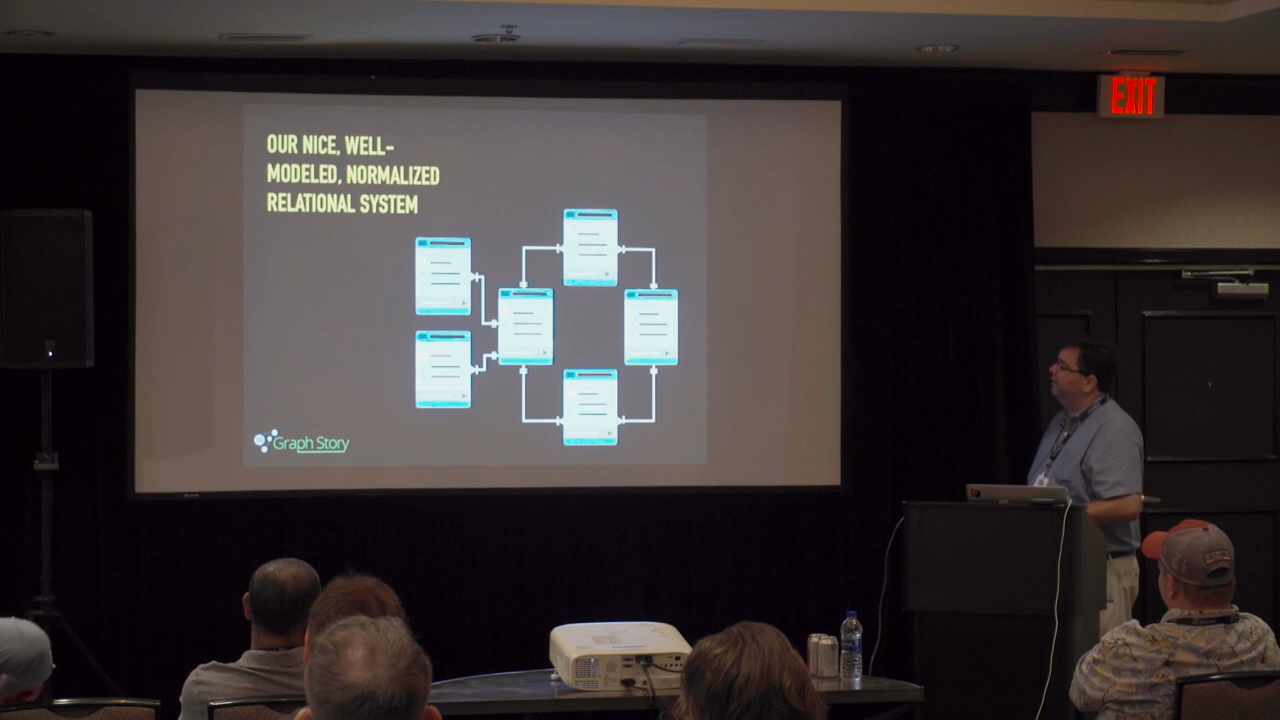 OUR NICE, WELL-
MODELED, NORMALIZED
RELATIONAL SYSTEM
Graph Story
EXIT